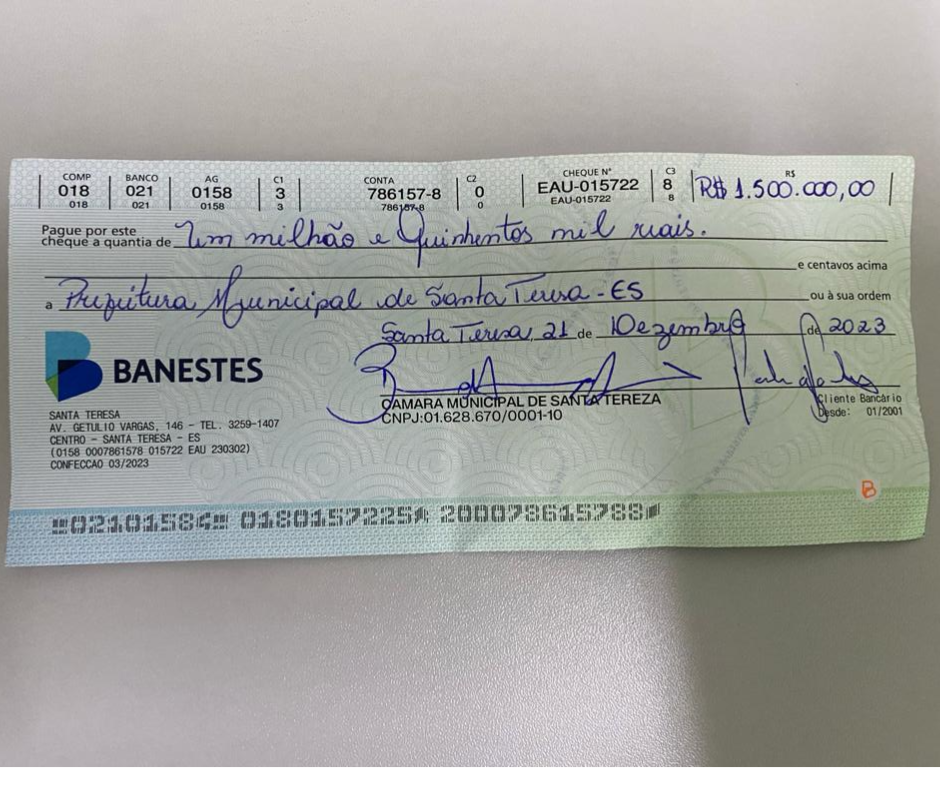 COMP BANCO AG C1 CONTA C2 CHEQUE Nº C3 R$
018 021 0158 3 786157-8 0 EAU-015722 8 R$ 1.500.000,00
018 021 0158 3 786157-8 0 EAU-015722 8
Pague por este
cheque a quantia de Um milhão e Quinhentos mil reais.
e centavos acima
a Prefeitura Municipal de Santa Teresa - ES ou à sua ordem
Santa Teresa, 21 de Dezembro de 2023
BANESTES
CAMARA MUNICIPAL DE SANTA TEREZA
CNPJ:01.628.670/0001-10
Cliente Bancário
Desde: 01/2001
SANTA TERESA
AV. GETULIO VARGAS, 146 - TEL. 3259-1407
CENTRO - SANTA TERESA - ES
(0158 0007861578 015722 EAU 230302)
CONFECCAO 03/2023
B
02101584 0180157225 200078615788